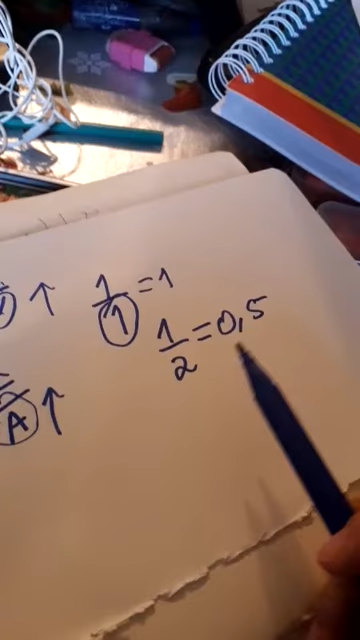 ↑ 1/1 = 1
1/2 = 0,5
A ↑